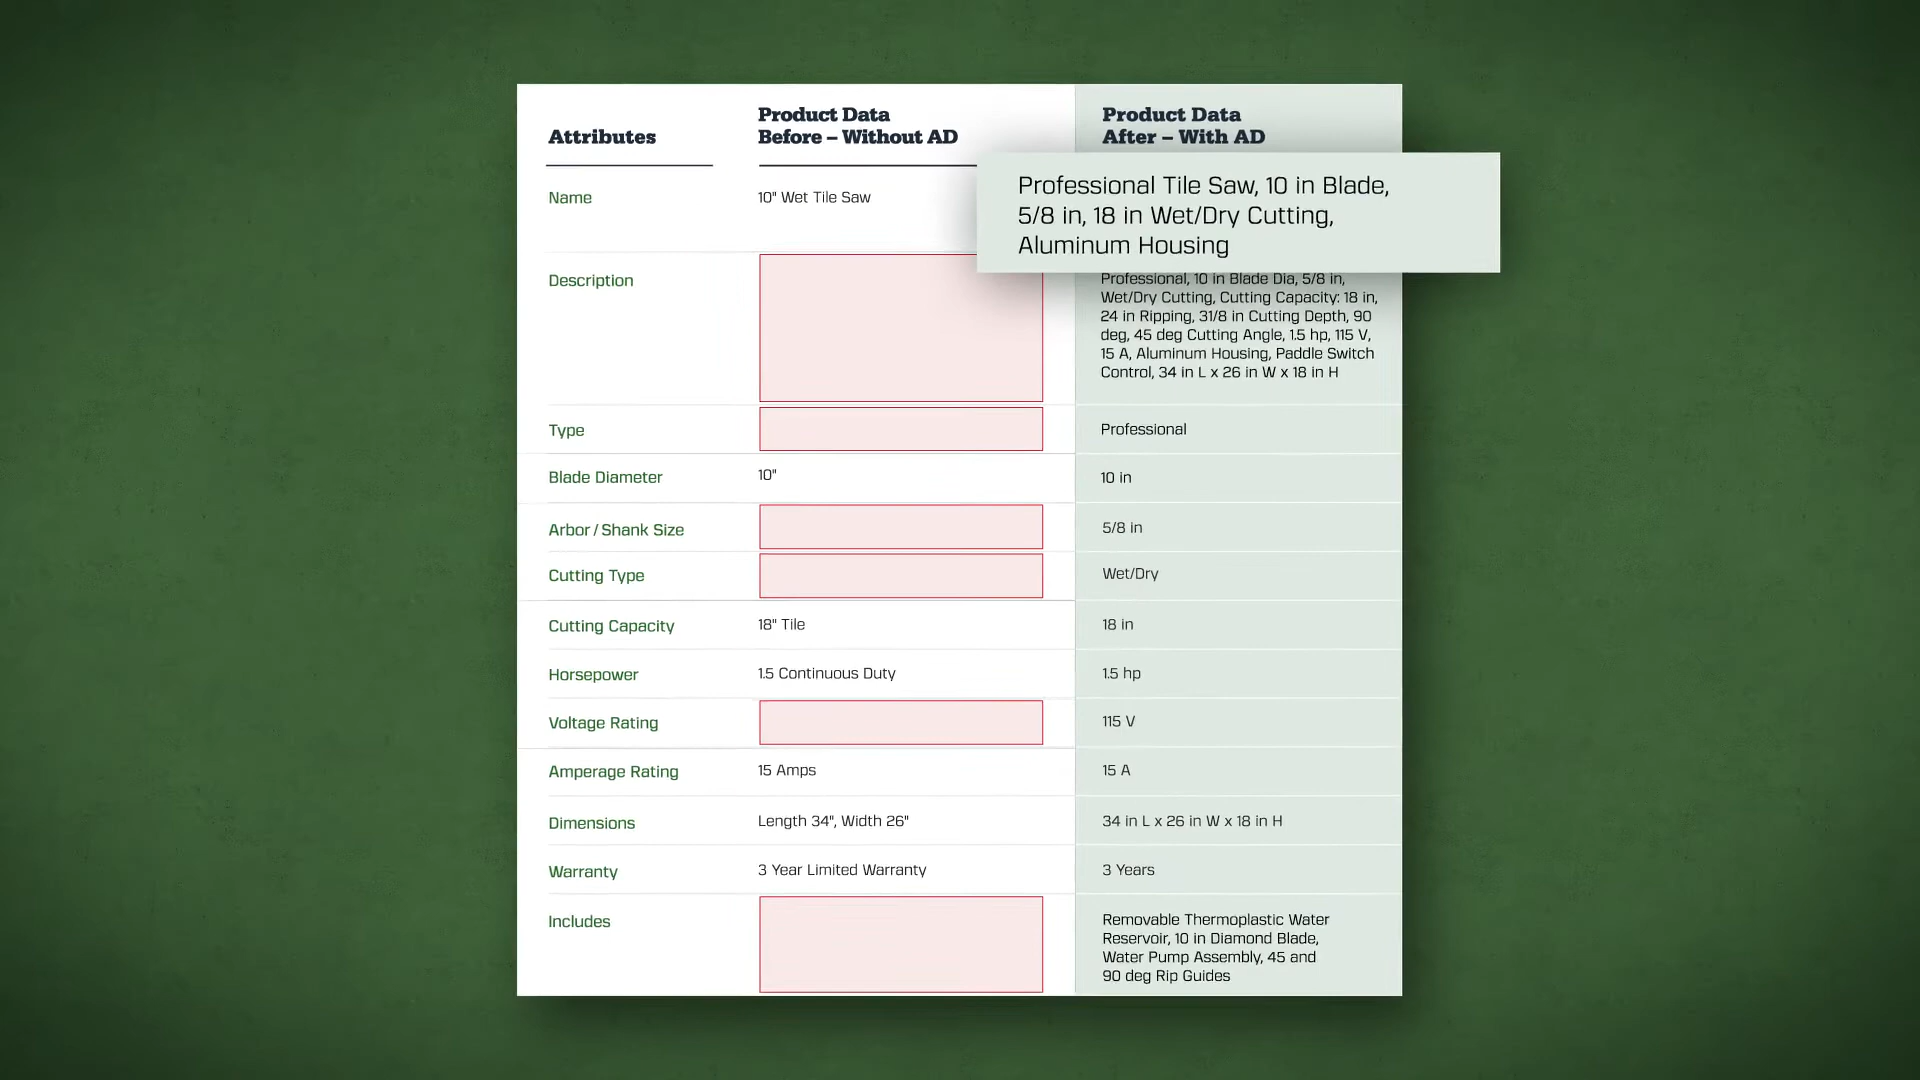 Attributes
Product Data
Before – Without AD
Product Data
After – With AD
Name
10" Wet Tile Saw
Professional Tile Saw, 10 in Blade,
5/8 in, 18 in Wet/Dry Cutting,
Aluminum Housing
Description
Professional, 10 in Blade Dia, 5/8 in,
Wet/Dry Cutting, Cutting Capacity: 18 in,
24 in Ripping, 31/8 in Cutting Depth, 90
deg, 45 deg Cutting Angle, 1.5 hp, 115 V,
15 A, Aluminum Housing, Paddle Switch
Control, 34 in L x 26 in W x 18 in H
Type
Professional
Blade Diameter
10"
10 in
Arbor / Shank Size
5/8 in
Cutting Type
Wet/Dry
Cutting Capacity
18" Tile
18 in
Horsepower
1.5 Continuous Duty
1.5 hp
Voltage Rating
115 V
Amperage Rating
15 Amps
15 A
Dimensions
Length 34", Width 26"
34 in L x 26 in W x 18 in H
Warranty
3 Year Limited Warranty
3 Years
Includes
Removable Thermoplastic Water
Reservoir, 10 in Diamond Blade,
Water Pump Assembly, 45 and
90 deg Rip Guides